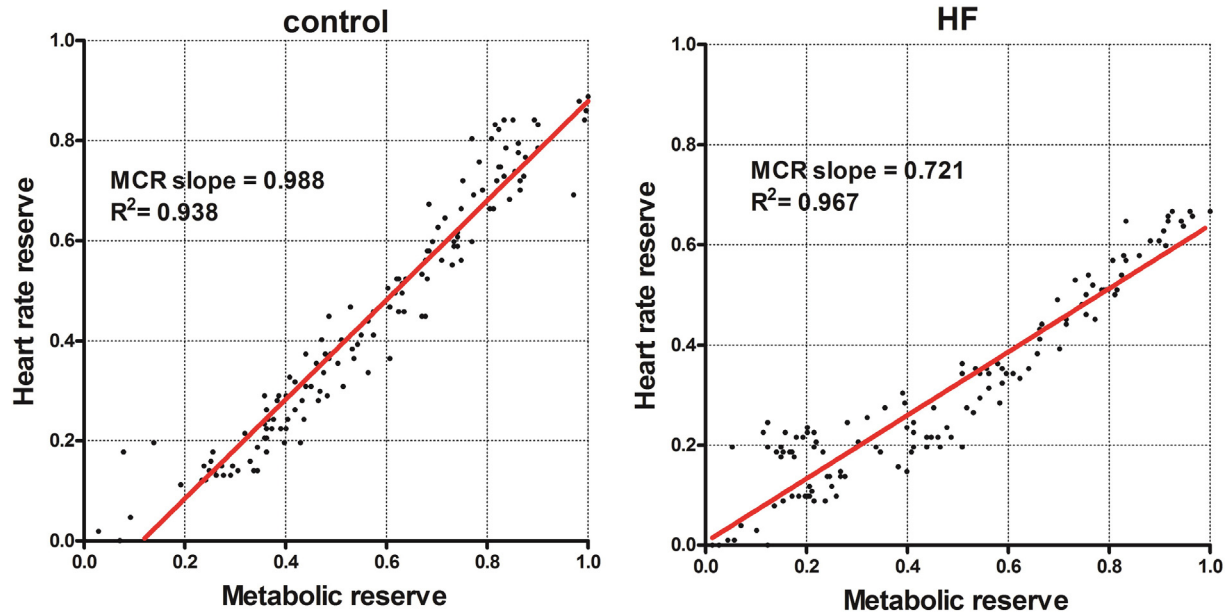 control
1.0
0.8
0.6
0.4
0.2
0.0
Heart rate reserve
MCR slope = 0.988
R²= 0.938
0.0 0.2 0.4 0.6 0.8 1.0
Metabolic reserve
HF
1.0
0.8
0.6
0.4
0.2
0.0
Heart rate reserve
MCR slope = 0.721
R²= 0.967
0.0 0.2 0.4 0.6 0.8 1.0
Metabolic reserve